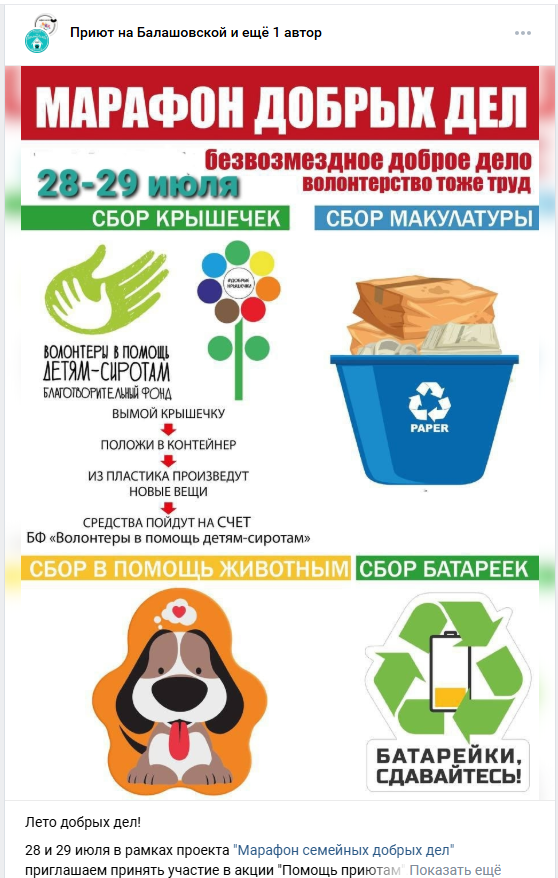 Приют на Балашовской и ещё 1 автор
МАРАФОН ДОБРЫХ ДЕЛ
безвозмездное доброе дело
28-29 июля
волонтерство тоже труд
СБОР КРЫШЕЧЕК
СБОР МАКУЛАТУРЫ
#ДОБРЫЕ
КРЫШЕЧКИ
ВОЛОНТЕРЫ В ПОМОЩЬ
ДЕТЯМ-СИРОТАМ
БЛАГОТВОРИТЕЛЬНЫЙ ФОНД
PAPER
ВЫМОЙ КРЫШЕЧКУ
ПОЛОЖИ В КОНТЕЙНЕР
ИЗ ПЛАСТИКА ПРОИЗВЕДУТ
НОВЫЕ ВЕЩИ
СРЕДСТВА ПОЙДУТ НА СЧЕТ
БФ «Волонтеры в помощь детям-сиротам»
СБОР В ПОМОЩЬ ЖИВОТНЫМ
СБОР БАТАРЕЕК
БАТАРЕЙКИ,
СДАВАЙТЕСЬ!
Лето добрых дел!
28 и 29 июля в рамках проекта "Марафон семейных добрых дел"
приглашаем принять участие в акции "Помощь приютам" Показать ещё